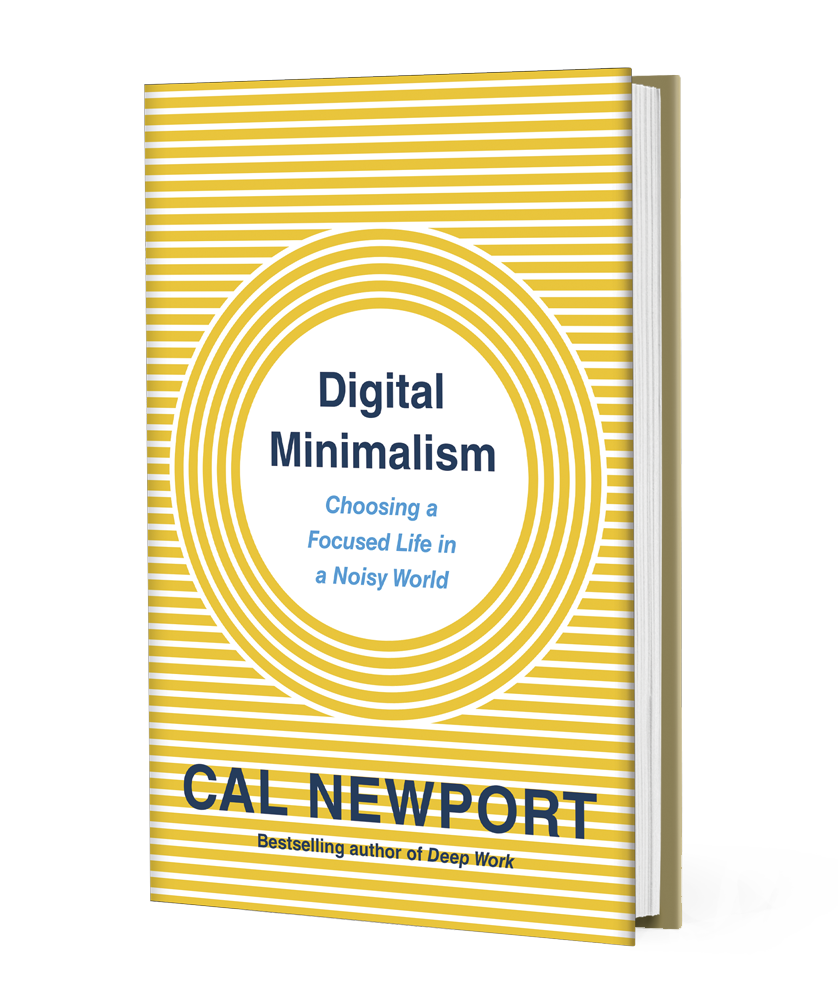 Digital
Minimalism
Choosing a
Focused Life in
a Noisy World
CAL NEWPORT
Bestselling author of Deep Work